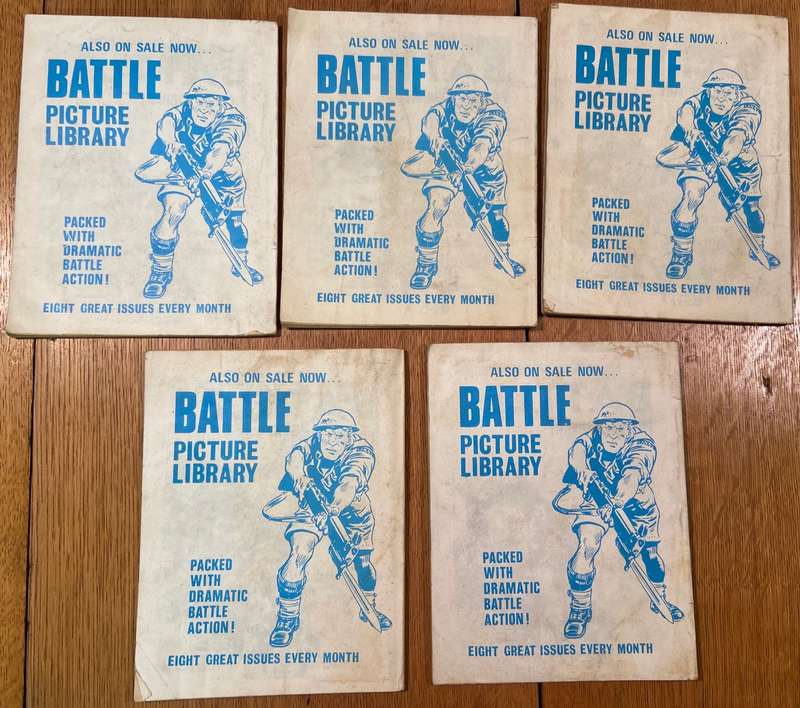 ALSO ON SALE NOW...
BATTLE
PICTURE
LIBRARY
PACKED
WITH
DRAMATIC
BATTLE
ACTION!
EIGHT GREAT ISSUES EVERY MONTH
ALSO ON SALE NOW...
BATTLE
PICTURE
LIBRARY
PACKED
WITH
DRAMATIC
BATTLE
ACTION!
EIGHT GREAT ISSUES EVERY MONTH
ALSO ON SALE NOW...
BATTLE
PICTURE
LIBRARY
PACKED
WITH
DRAMATIC
BATTLE
ACTION!
EIGHT GREAT ISSUES EVERY MONTH
ALSO ON SALE NOW...
BATTLE
PICTURE
LIBRARY
PACKED
WITH
DRAMATIC
BATTLE
ACTION!
EIGHT GREAT ISSUES EVERY MONTH
ALSO ON SALE NOW...
BATTLE
PICTURE
LIBRARY
PACKED
WITH
DRAMATIC
BATTLE
ACTION!
EIGHT GREAT ISSUES EVERY MONTH